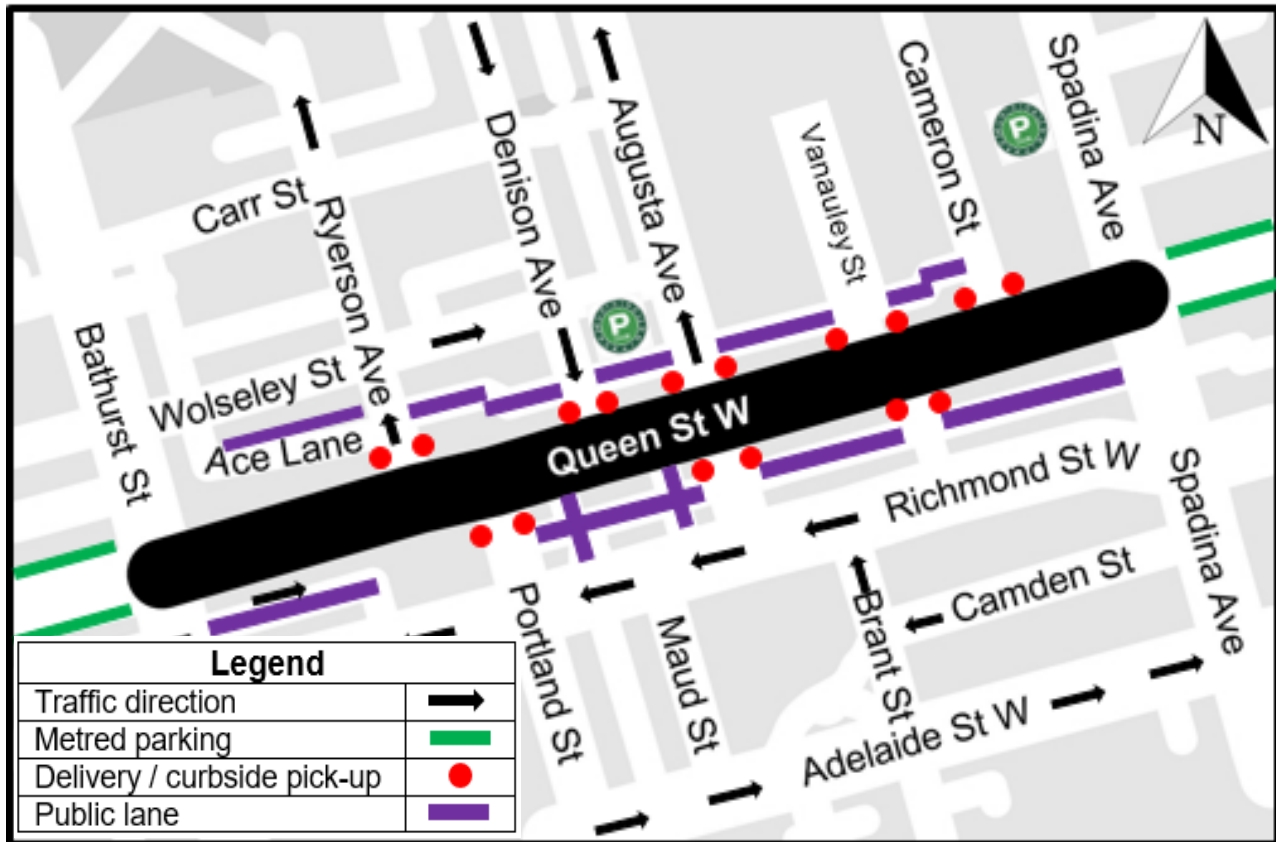 Cameron St
Spadina Ave
N
P
Denison Ave
Augusta Ave
Vanauley St
Carr St
Ryerson Ave
P
Bathurst St
Wolseley St
Ace Lane
Queen St W
Richmond St W
Spadina Ave
Camden St
Brant St
Portland St
Maud St
Adelaide St W
Legend
Traffic direction
Metred parking
Delivery / curbside pick-up
Public lane